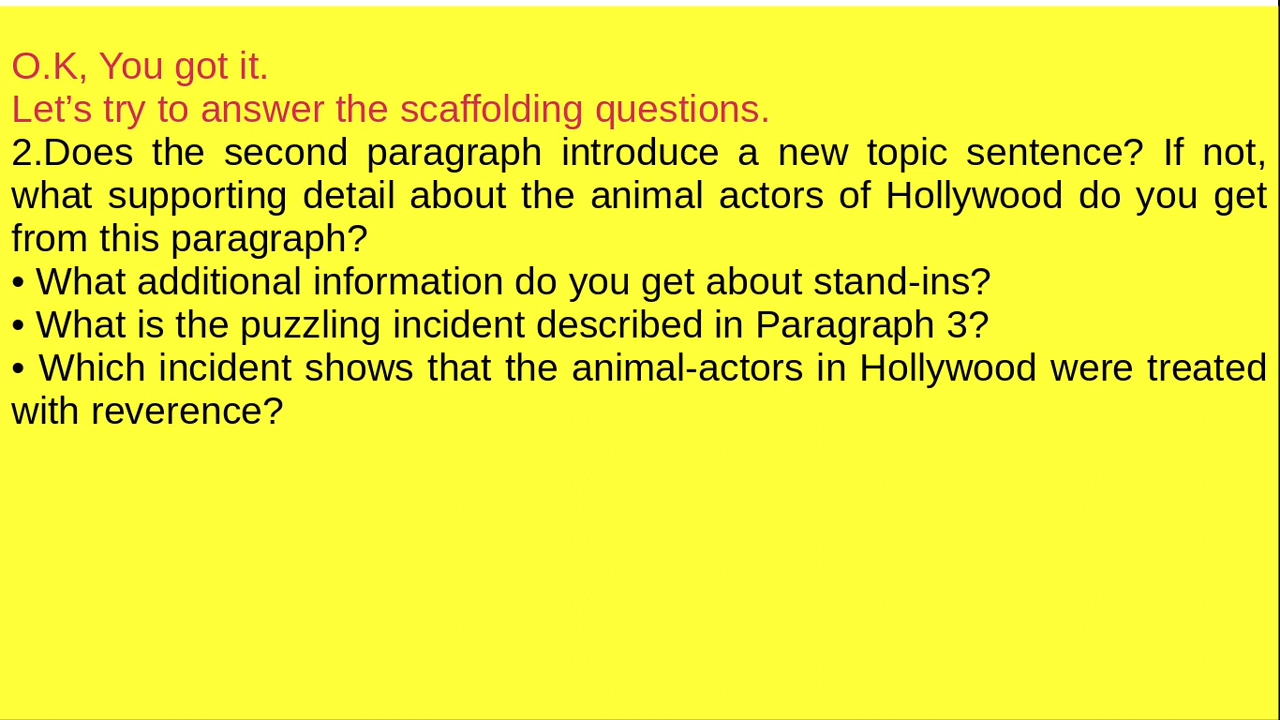 O.K, You got it.
Let’s try to answer the scaffolding questions.
2.Does the second paragraph introduce a new topic sentence? If not,
what supporting detail about the animal actors of Hollywood do you get
from this paragraph?
• What additional information do you get about stand-ins?
• What is the puzzling incident described in Paragraph 3?
• Which incident shows that the animal-actors in Hollywood were treated
with reverence?